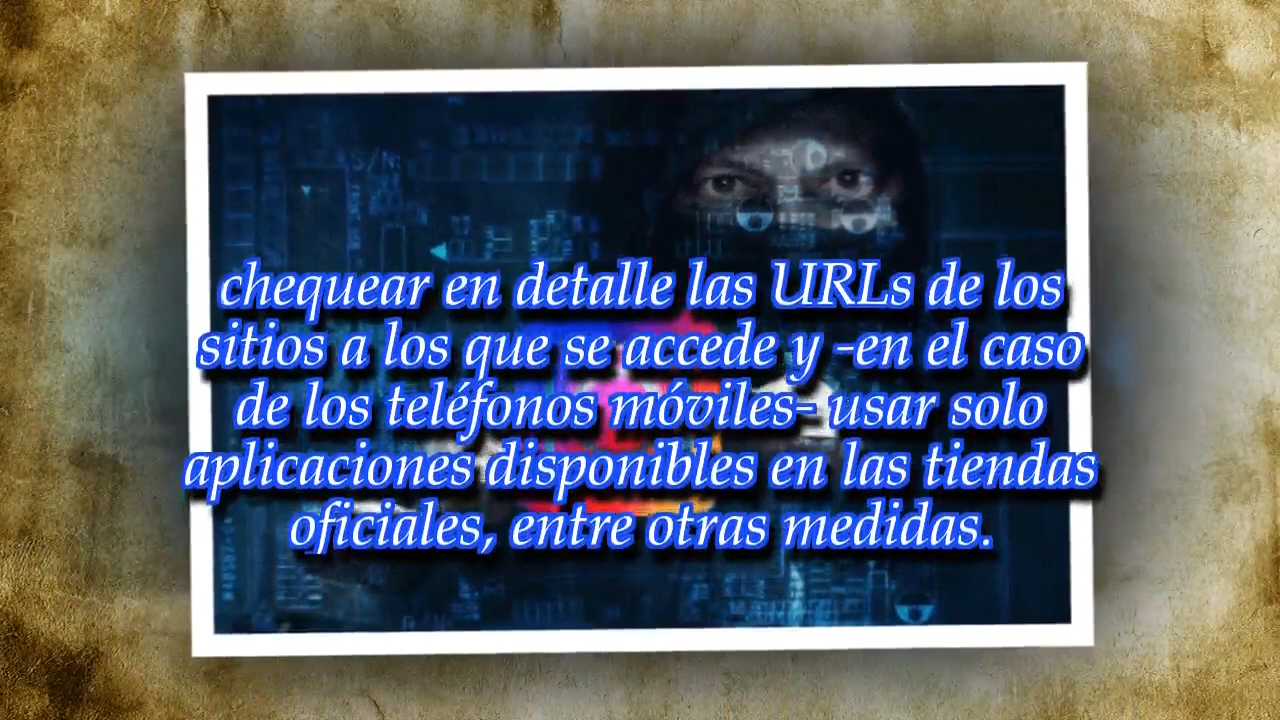 chequear en detalle las URLs de los
sitios a los que se accede y -en el caso
de los teléfonos móviles- usar solo
aplicaciones disponibles en las tiendas
oficiales, entre otras medidas.